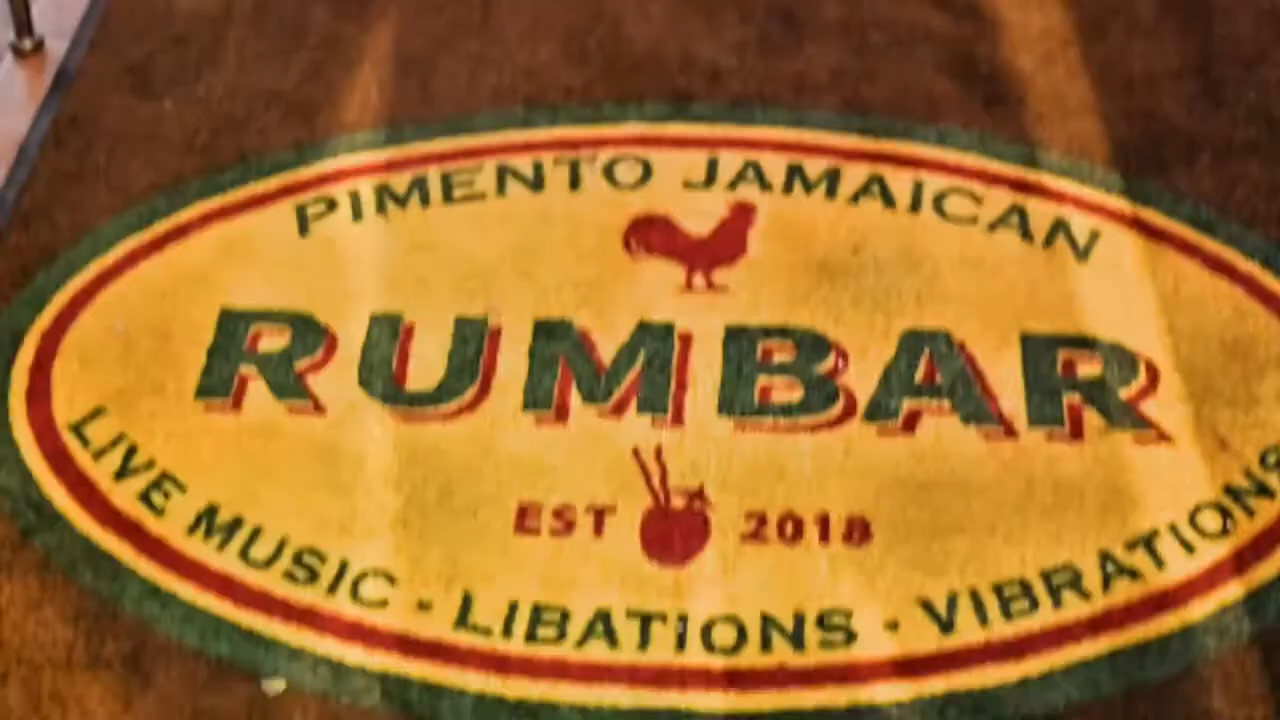 PIMENTO JAMAICAN
RUMBAR
EST 2018
LIVE MUSIC - LIBATIONS - VIBRATIONS